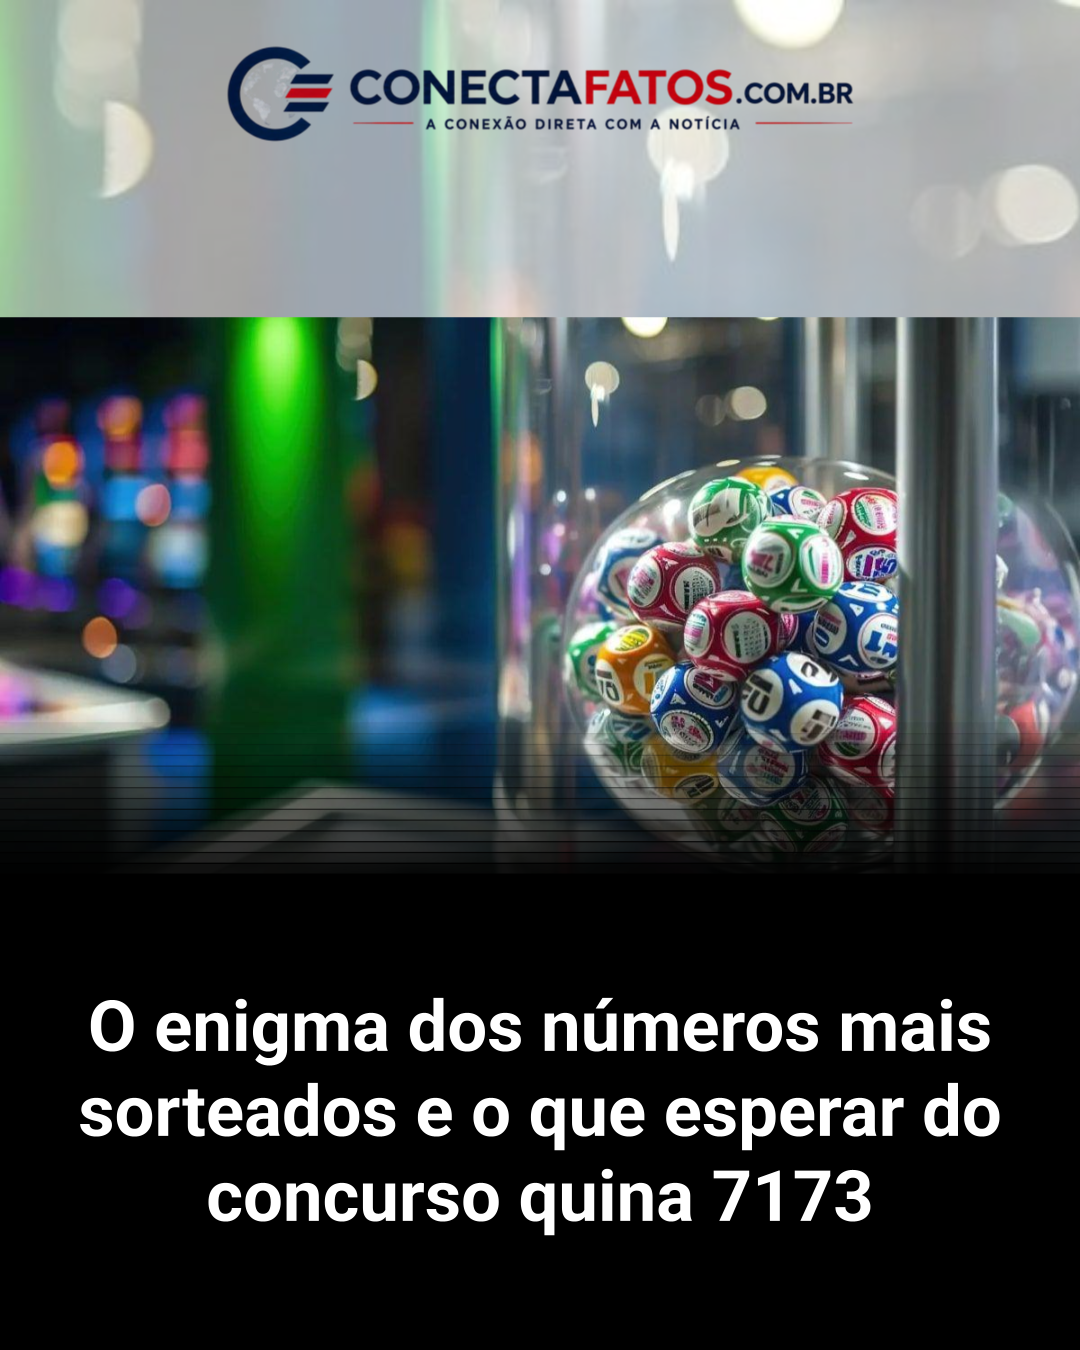 CONECTAFATOS.COM.BR
A CONEXÃO DIRETA COM A NOTÍCIA
O enigma dos números mais
sorteados e o que esperar do
concurso quina 7173